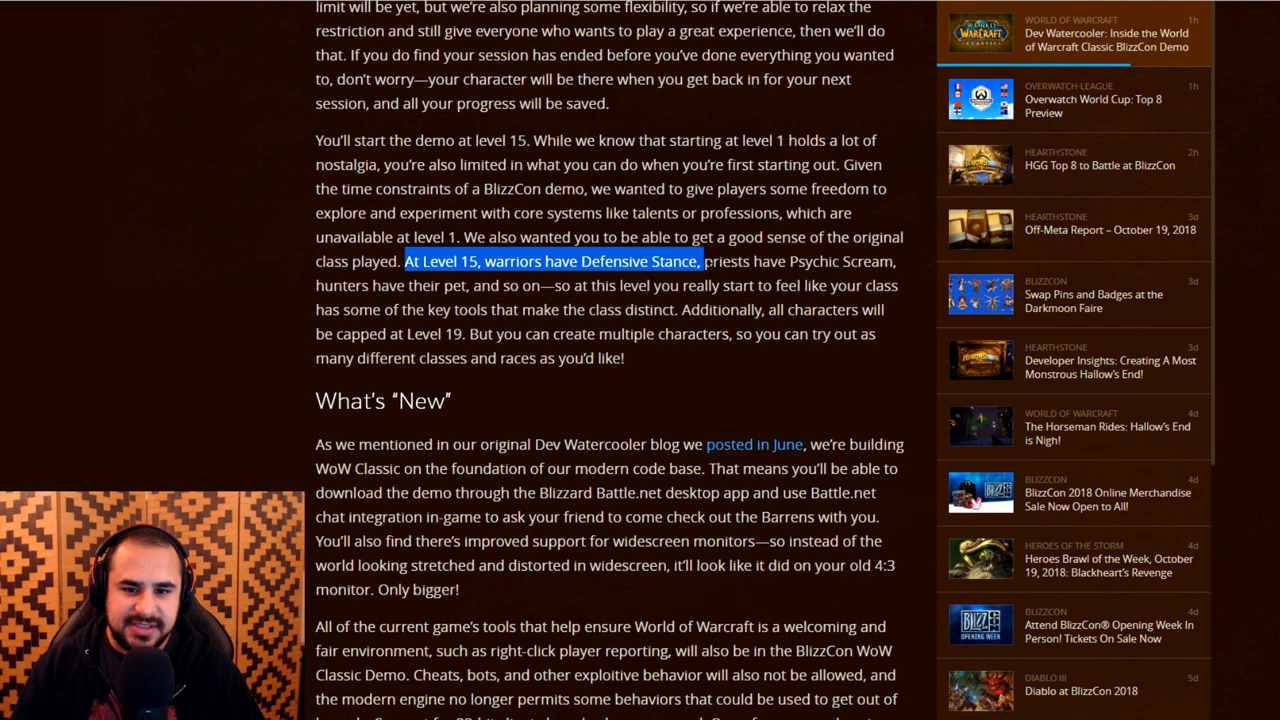 limit will be yet, but we're also planning some flexibility, so if we're able to relax the
restriction and still give everyone who wants to play a great experience, then we'll do
that. If you do find your session has ended before you've done everything you wanted
to, don't worry—your character will be there when you get back in for your next
session, and all your progress will be saved.
You'll start the demo at level 15. While we know that starting at level 1 holds a lot of
nostalgia, you're also limited in what you can do when you're first starting out. Given
the time constraints of a BlizzCon demo, we wanted to give players some freedom to
explore and experiment with core systems like talents or professions, which are
unavailable at level 1. We also wanted you to be able to get a good sense of the original
class played. At Level 15, warriors have Defensive Stance, priests have Psychic Scream,
hunters have their pet, and so on—so at this level you really start to feel like your class
has some of the key tools that make the class distinct. Additionally, all characters will
be capped at Level 19. But you can create multiple characters, so you can try out as
many different classes and races as you'd like!
What's "New"
As we mentioned in our original Dev Watercooler blog we posted in June, we're building
WoW Classic on the foundation of our modern code base. That means you'll be able to
download the demo through the Blizzard Battle.net desktop app and use Battle.net
chat integration in-game to ask your friend to come check out the Barrens with you.
You'll also find there's improved support for widescreen monitors—so instead of the
world looking stretched and distorted in widescreen, it'll look like it did on your old 4:3
monitor. Only bigger!
All of the current game's tools that help ensure World of Warcraft is a welcoming and
fair environment, such as right-click player reporting, will also be in the BlizzCon WoW
Classic Demo. Cheats, bots, and other exploitive behavior will also not be allowed, and
the modern engine no longer permits some behaviors that could be used to get out of
WORLD OF WARCRAFT 1h
Dev Watercooler: Inside the World
of Warcraft Classic BlizzCon Demo
OVERWATCH-LEAGUE 1h
Overwatch World Cup: Top 8
Preview
HEARTHSTONE 2h
HGG Top 8 to Battle at BlizzCon
HEARTHSTONE 3d
Off-Meta Report – October 19, 2018
BLIZZCON 3d
Swap Pins and Badges at the
Darkmoon Faire
HEARTHSTONE 3d
Developer Insights: Creating A Most
Monstrous Hallow's End!
WORLD OF WARCRAFT 4d
The Horseman Rides: Hallow's End
is Nigh!
BLIZZCON 4d
BlizzCon 2018 Online Merchandise
Sale Now Open to All!
HEROES OF THE STORM 4d
Heroes Brawl of the Week, October
19, 2018: Blackheart's Revenge
BLIZZCON 4d
Attend BlizzCon® Opening Week In
Person! Tickets On Sale Now
DIABLO III 5d
Diablo at BlizzCon 2018